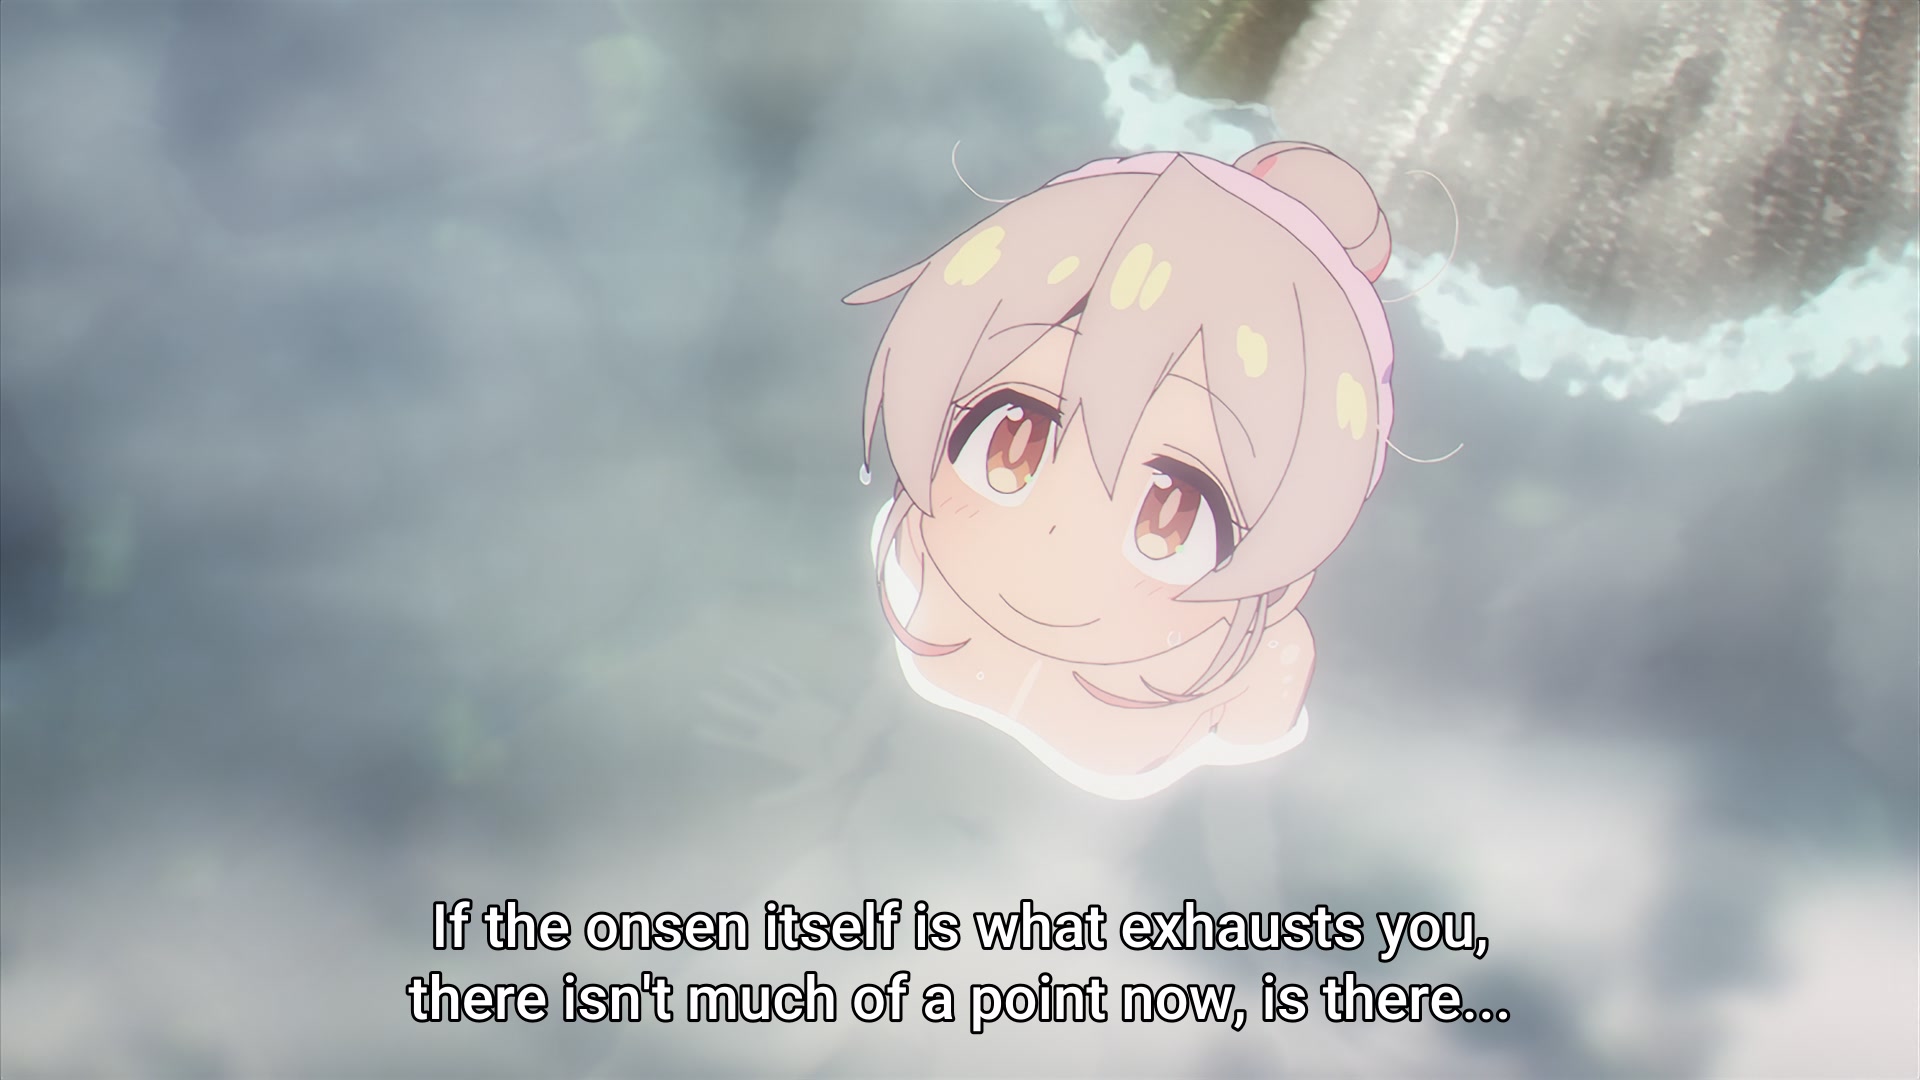 If the onsen itself is what exhausts you,
there isn't much of a point now, is there...